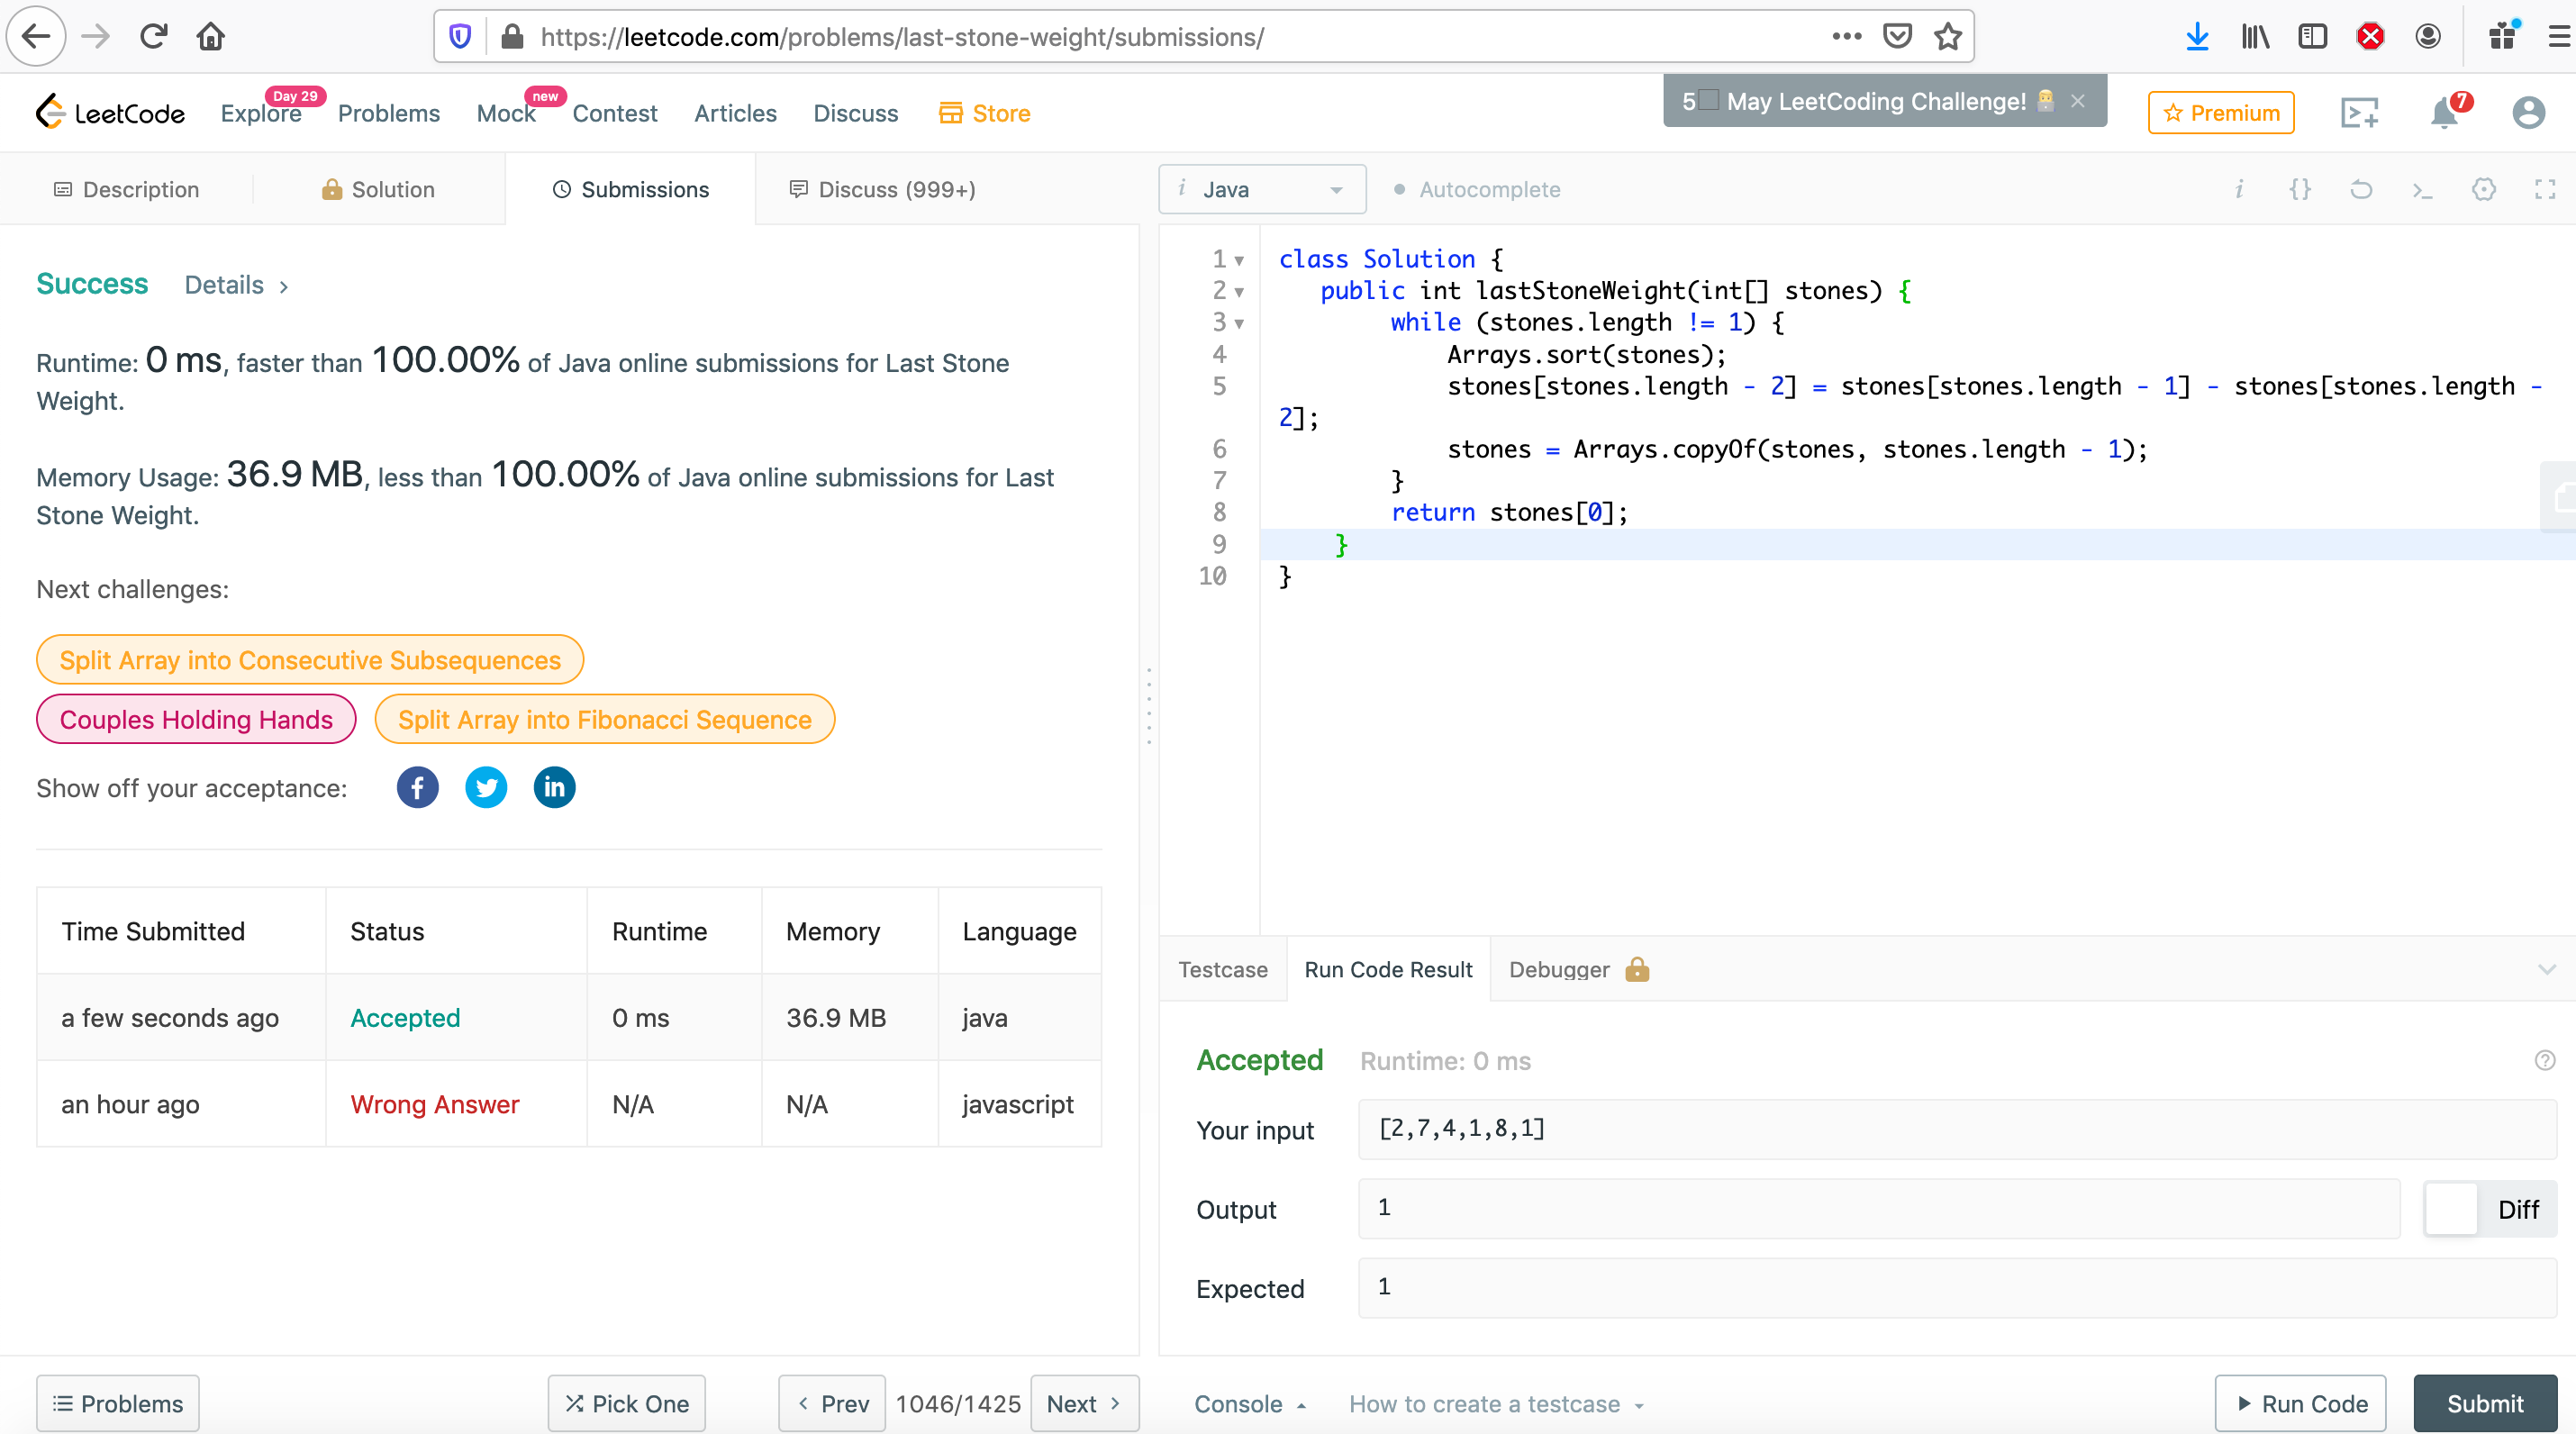 https://leetcode.com/problems/last-stone-weight/submissions/
LeetCode Explore Day 29 Problems Mock new Contest Articles Discuss Store
5 May LeetCoding Challenge! × Premium 7
Description Solution Submissions Discuss (999+)
i Java Autocomplete
Success Details >
Runtime: 0 ms, faster than 100.00% of Java online submissions for Last Stone
Weight.
Memory Usage: 36.9 MB, less than 100.00% of Java online submissions for Last
Stone Weight.
Next challenges:
Split Array into Consecutive Subsequences
Couples Holding Hands Split Array into Fibonacci Sequence
Show off your acceptance:
Time Submitted Status Runtime Memory Language
a few seconds ago Accepted 0 ms 36.9 MB java
an hour ago Wrong Answer N/A N/A javascript
1 class Solution {
2 public int lastStoneWeight(int[] stones) {
3 while (stones.length != 1) {
4 Arrays.sort(stones);
5 stones[stones.length - 2] = stones[stones.length - 1] - stones[stones.length -
2];
6 stones = Arrays.copyOf(stones, stones.length - 1);
7 }
8 return stones[0];
9 }
10 }
Testcase Run Code Result Debugger
Accepted Runtime: 0 ms
Your input [2,7,4,1,8,1]
Output 1 Diff
Expected 1
Problems Pick One < Prev 1046/1425 Next >
Console How to create a testcase Run Code Submit